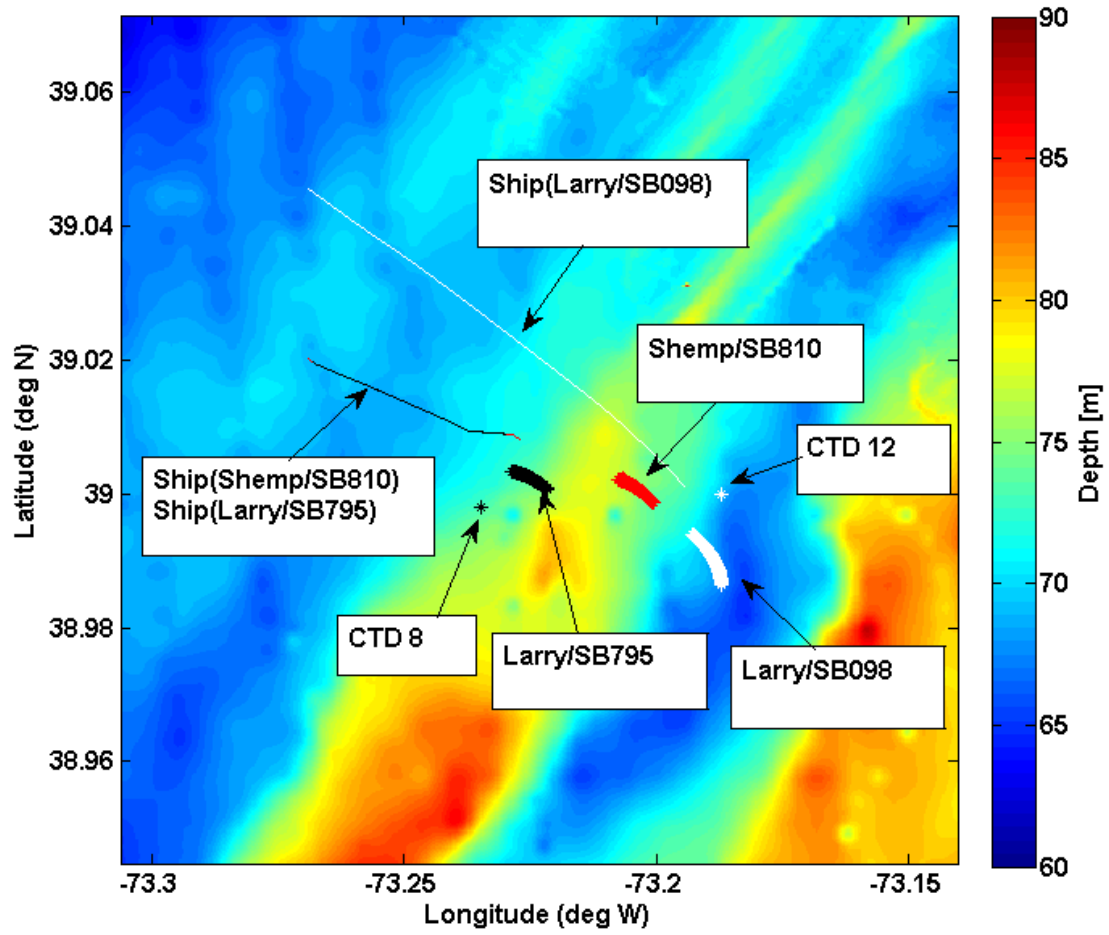 39.06
39.04
39.02
39
38.98
38.96
Latitude (deg N)
-73.3
-73.25
-73.2
-73.15
Longitude (deg W)
Ship(Larry/SB098)
Shemp/SB810
CTD 12
Ship(Shemp/SB810)
Ship(Larry/SB795)
CTD 8
Larry/SB795
Larry/SB098
90
85
80
75
70
65
60
Depth [m]